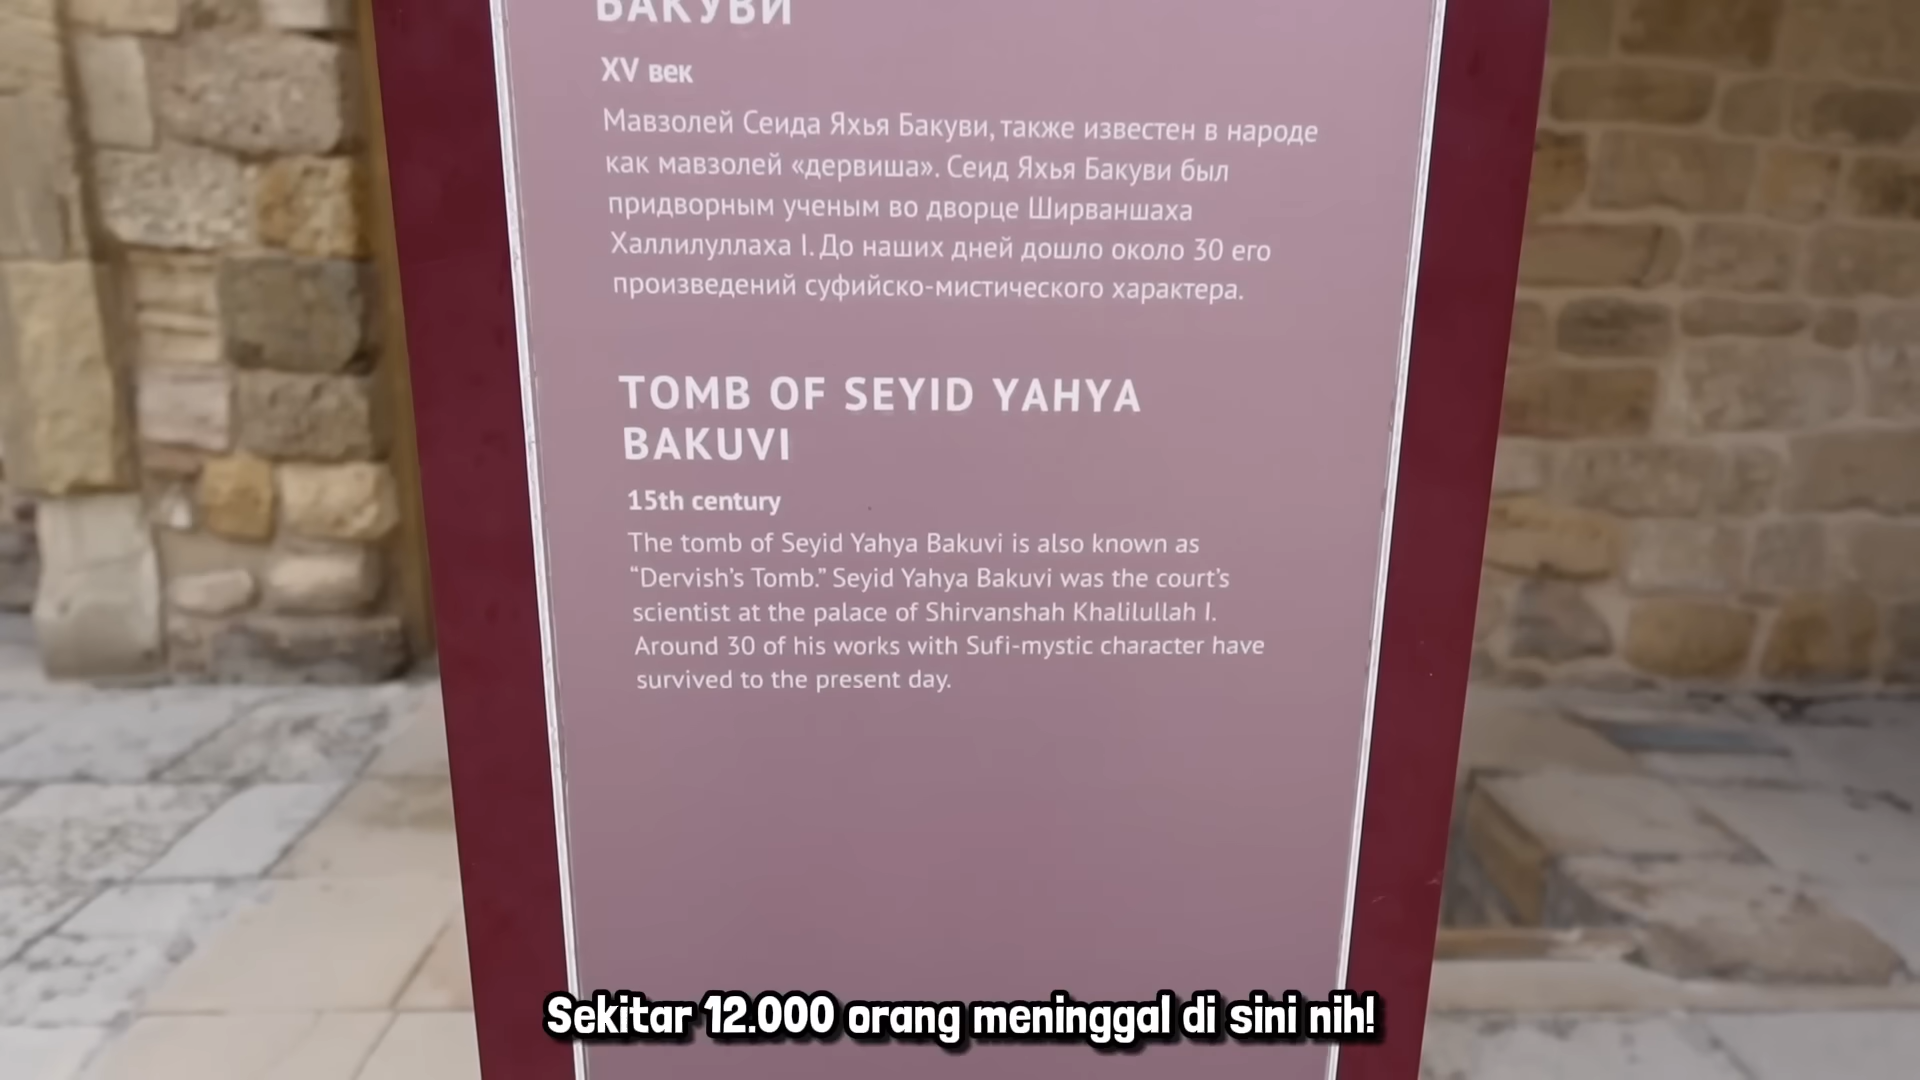 БАКУВИ
XV век
Мавзолей Сеида Яхья Бакуви, также известен в народе
как мавзолей «дервиша». Сеид Яхья Бакуви был
придворным ученым во дворце Ширваншаха
Халлилуллаха I. До наших дней дошло около 30 его
произведений суфийско-мистического характера.
TOMB OF SEYID YAHYA
BAKUVI
15th century
The tomb of Seyid Yahya Bakuvi is also known as
“Dervish’s Tomb.” Seyid Yahya Bakuvi was the court’s
scientist at the palace of Shirvanshah Khalilullah I.
Around 30 of his works with Sufi-mystic character have
survived to the present day.
Sekitar 12.000 orang meninggal di sini nih!